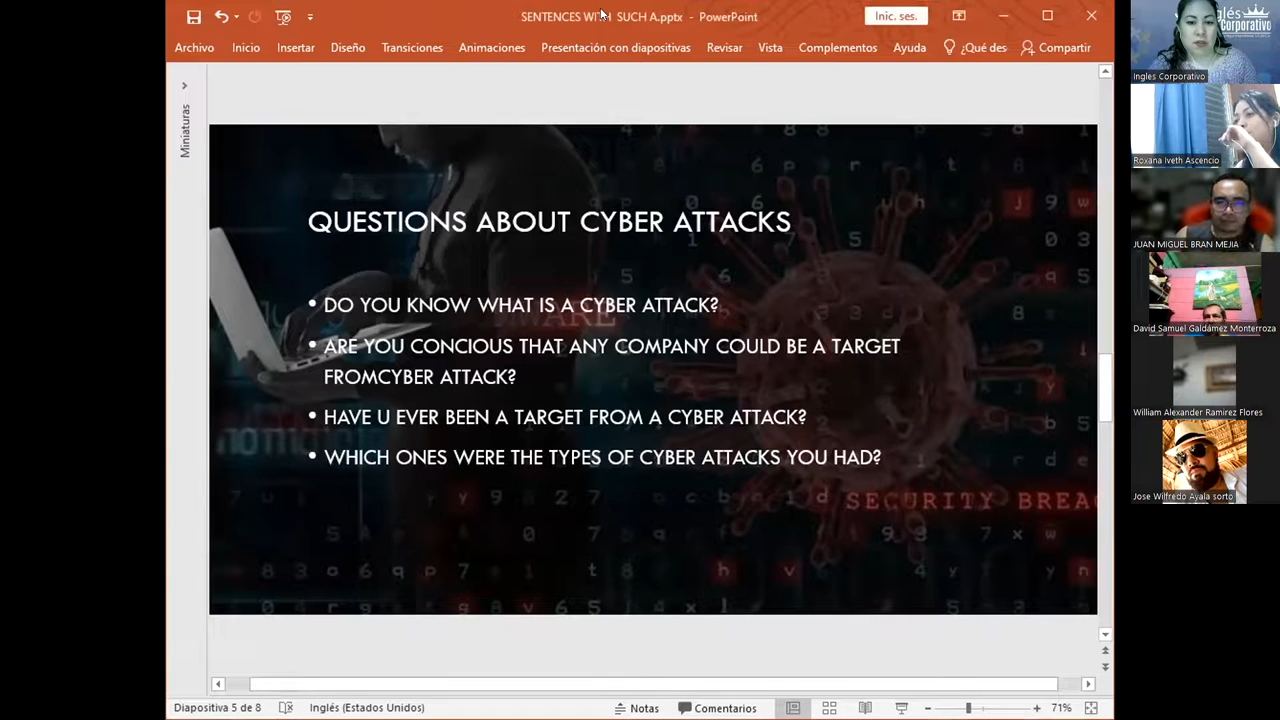 SENTENCES WITH SUCH A.pptx - PowerPoint
Inic. ses.
Archivo Inicio Insertar Diseño Transiciones Animaciones Presentación con diapositivas Revisar Vista Complementos Ayuda ¿Qué des Compartir
Miniaturas
QUESTIONS ABOUT CYBER ATTACKS
• DO YOU KNOW WHAT IS A CYBER ATTACK?
• ARE YOU CONCIOUS THAT ANY COMPANY COULD BE A TARGET
FROMCYBER ATTACK?
• HAVE U EVER BEEN A TARGET FROM A CYBER ATTACK?
• WHICH ONES WERE THE TYPES OF CYBER ATTACKS YOU HAD?
SECURITY BREA
Diapositiva 5 de 8 Inglés (Estados Unidos) Notas Comentarios 71%
Corporativo
Ingles Corporativo
Roxana Iveth Ascencio
JUAN MIGUEL BRAN MEJIA
David Samuel Galdámez Monterroza
William Alexander Ramirez Flores
Jose Wilfredo Ayala sorto